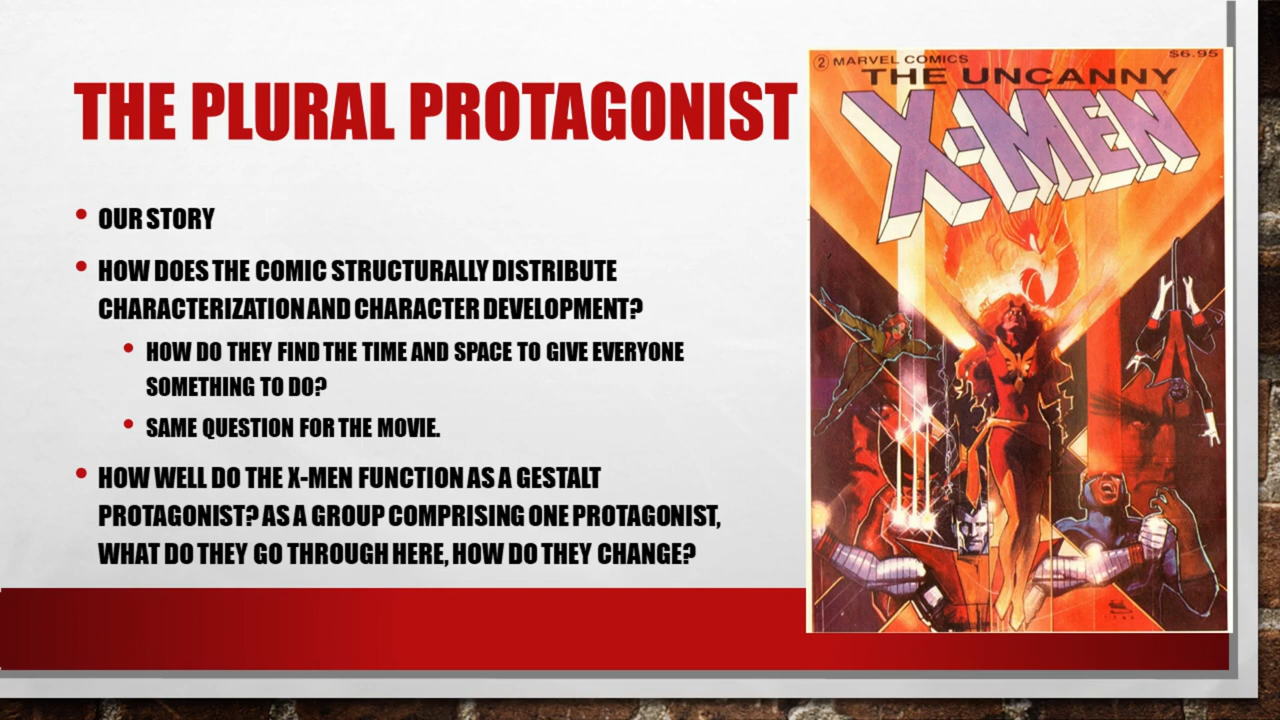 THE PLURAL PROTAGONIST
• OUR STORY
• HOW DOES THE COMIC STRUCTURALLY DISTRIBUTE
CHARACTERIZATION AND CHARACTER DEVELOPMENT?
• HOW DO THEY FIND THE TIME AND SPACE TO GIVE EVERYONE
SOMETHING TO DO?
• SAME QUESTION FOR THE MOVIE.
• HOW WELL DO THE X-MEN FUNCTION AS A GESTALT
PROTAGONIST? AS A GROUP COMPRISING ONE PROTAGONIST,
WHAT DO THEY GO THROUGH HERE, HOW DO THEY CHANGE?
② MARVEL COMICS
$6.95
THE UNCANNY
X-MEN